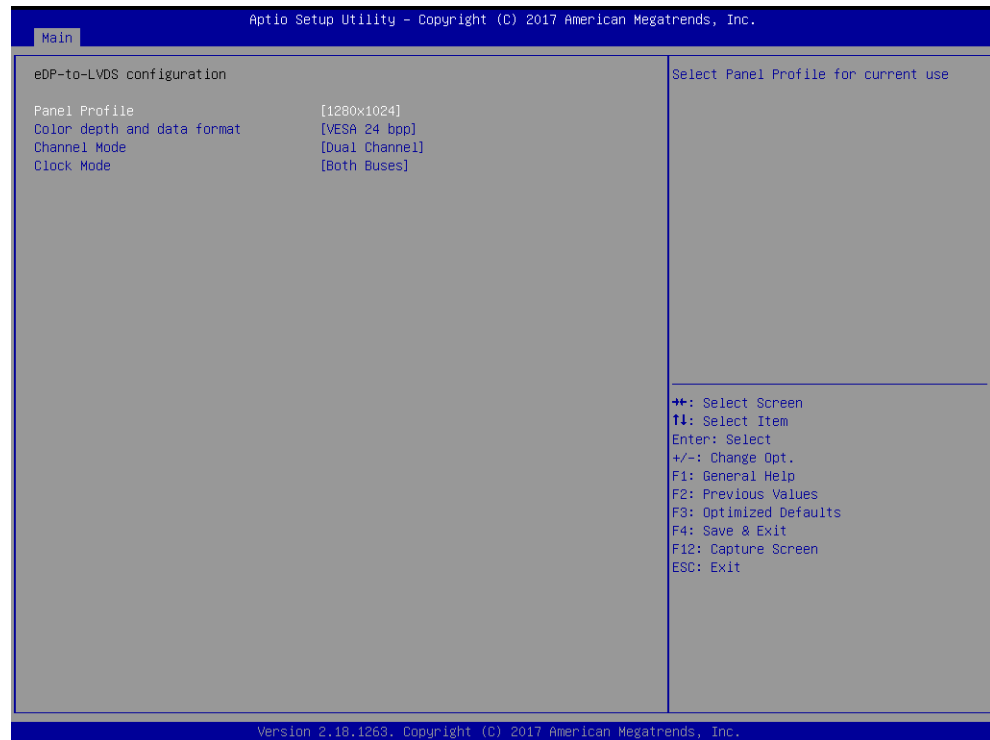 Aptio Setup Utility – Copyright (C) 2017 American Megatrends, Inc.
Main
eDP-to-LVDS configuration
Panel Profile [1280x1024]
Color depth and data format [VESA 24 bpp]
Channel Mode [Dual Channel]
Clock Mode [Both Buses]
Select Panel Profile for current use
→←: Select Screen
↑↓: Select Item
Enter: Select
+/-: Change Opt.
F1: General Help
F2: Previous Values
F3: Optimized Defaults
F4: Save & Exit
F12: Capture Screen
ESC: Exit
Version 2.18.1263. Copyright (C) 2017 American Megatrends, Inc.